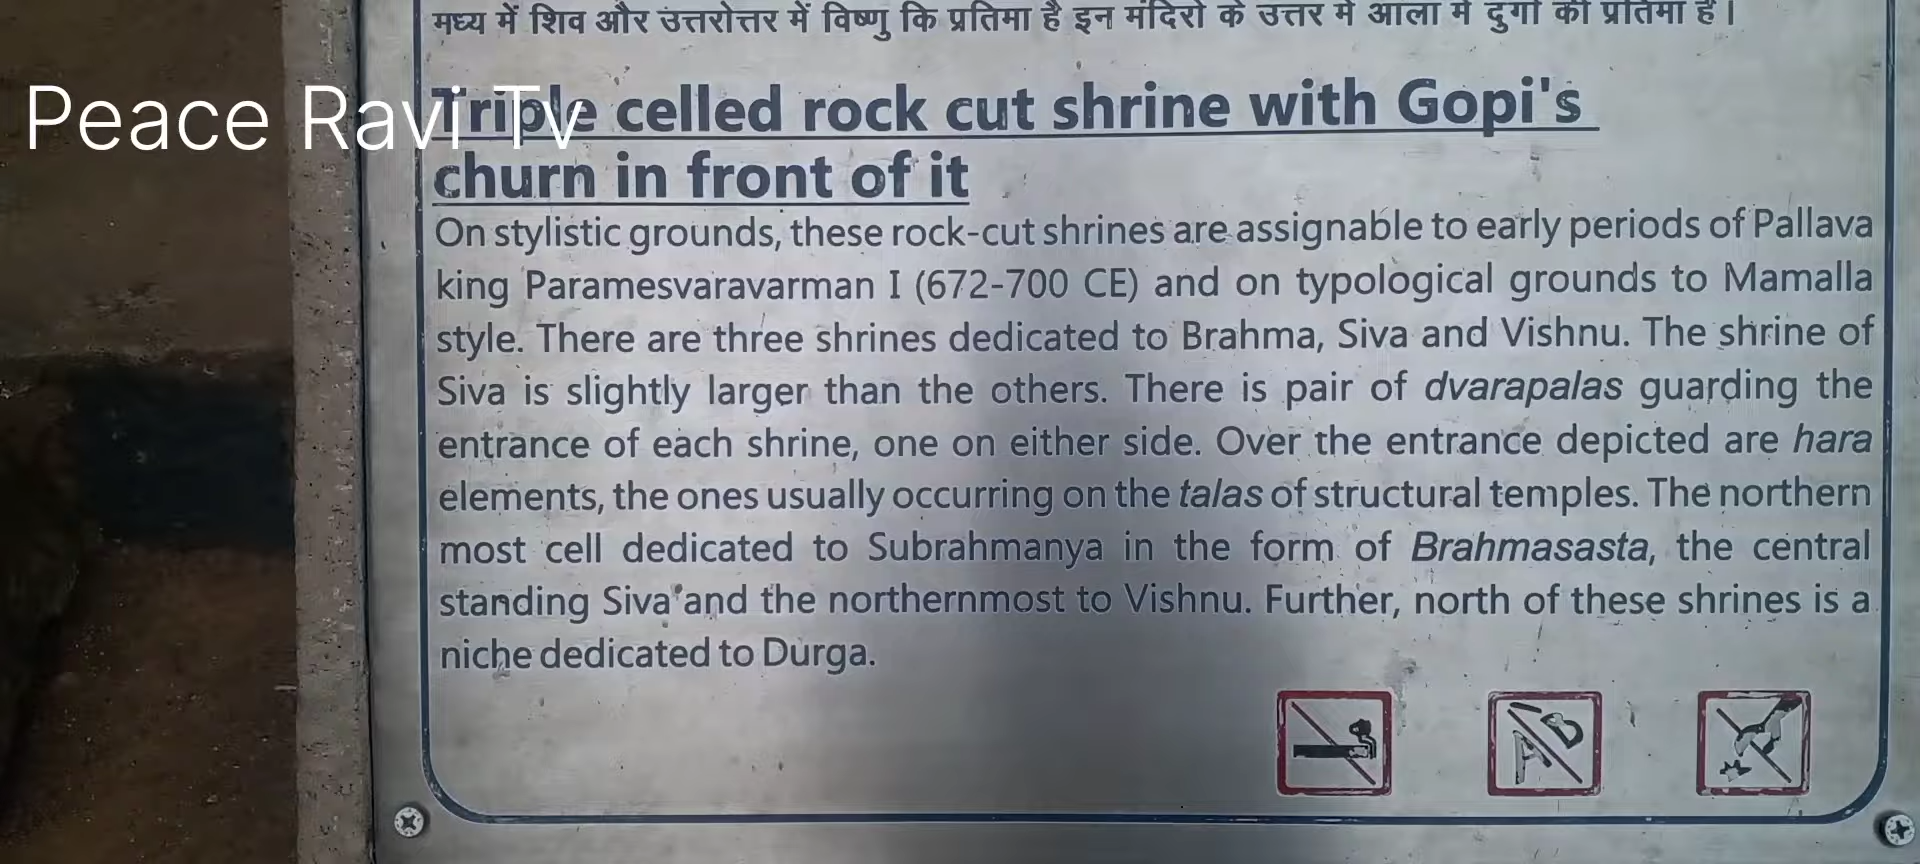 मध्य में शिव और उत्तरोत्तर में विष्णु कि प्रतिमा है इन मंदिरों के उत्तर में आला में दुर्गा की प्रतिमा है।
Peace Ravi Tv
Triple celled rock cut shrine with Gopi's
churn in front of it
On stylistic grounds, these rock-cut shrines are assignable to early periods of Pallava
king Paramesvaravarman I (672-700 CE) and on typological grounds to Mamalla
style. There are three shrines dedicated to Brahma, Siva and Vishnu. The shrine of
Siva is slightly larger than the others. There is pair of dvarapalas guarding the
entrance of each shrine, one on either side. Over the entrance depicted are hara
elements, the ones usually occurring on the talas of structural temples. The northern
most cell dedicated to Subrahmanya in the form of Brahmasasta, the central
standing Siva and the northernmost to Vishnu. Further, north of these shrines is a
niche dedicated to Durga.